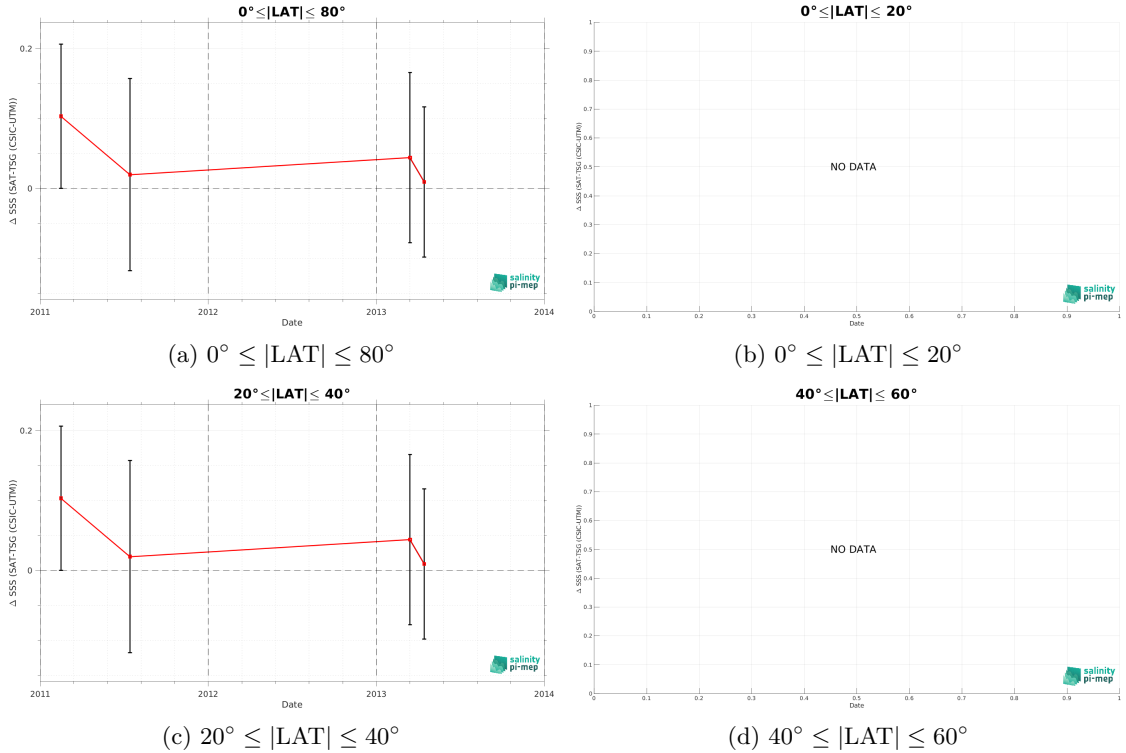 0°≤|LAT|≤ 80°
Δ SSS (SAT-TSG (CSIC-UTM))
0.2
0
2011
2012
2013
2014
Date
salinity
pi-mep
(a) 0° ≤ |LAT| ≤ 80°
0°≤|LAT|≤ 20°
Δ SSS (SAT-TSG (CSIC-UTM))
1
0.9
0.8
0.7
0.6
0.5
0.4
0.3
0.2
0.1
0
NO DATA
0
0.1
0.2
0.3
0.4
0.5
0.6
0.7
0.8
0.9
1
Date
salinity
pi-mep
(b) 0° ≤ |LAT| ≤ 20°
20°≤|LAT|≤ 40°
Δ SSS (SAT-TSG (CSIC-UTM))
0.2
0
2011
2012
2013
2014
Date
salinity
pi-mep
(c) 20° ≤ |LAT| ≤ 40°
40°≤|LAT|≤ 60°
Δ SSS (SAT-TSG (CSIC-UTM))
1
0.9
0.8
0.7
0.6
0.5
0.4
0.3
0.2
0.1
0
NO DATA
0
0.1
0.2
0.3
0.4
0.5
0.6
0.7
0.8
0.9
1
Date
salinity
pi-mep
(d) 40° ≤ |LAT| ≤ 60°